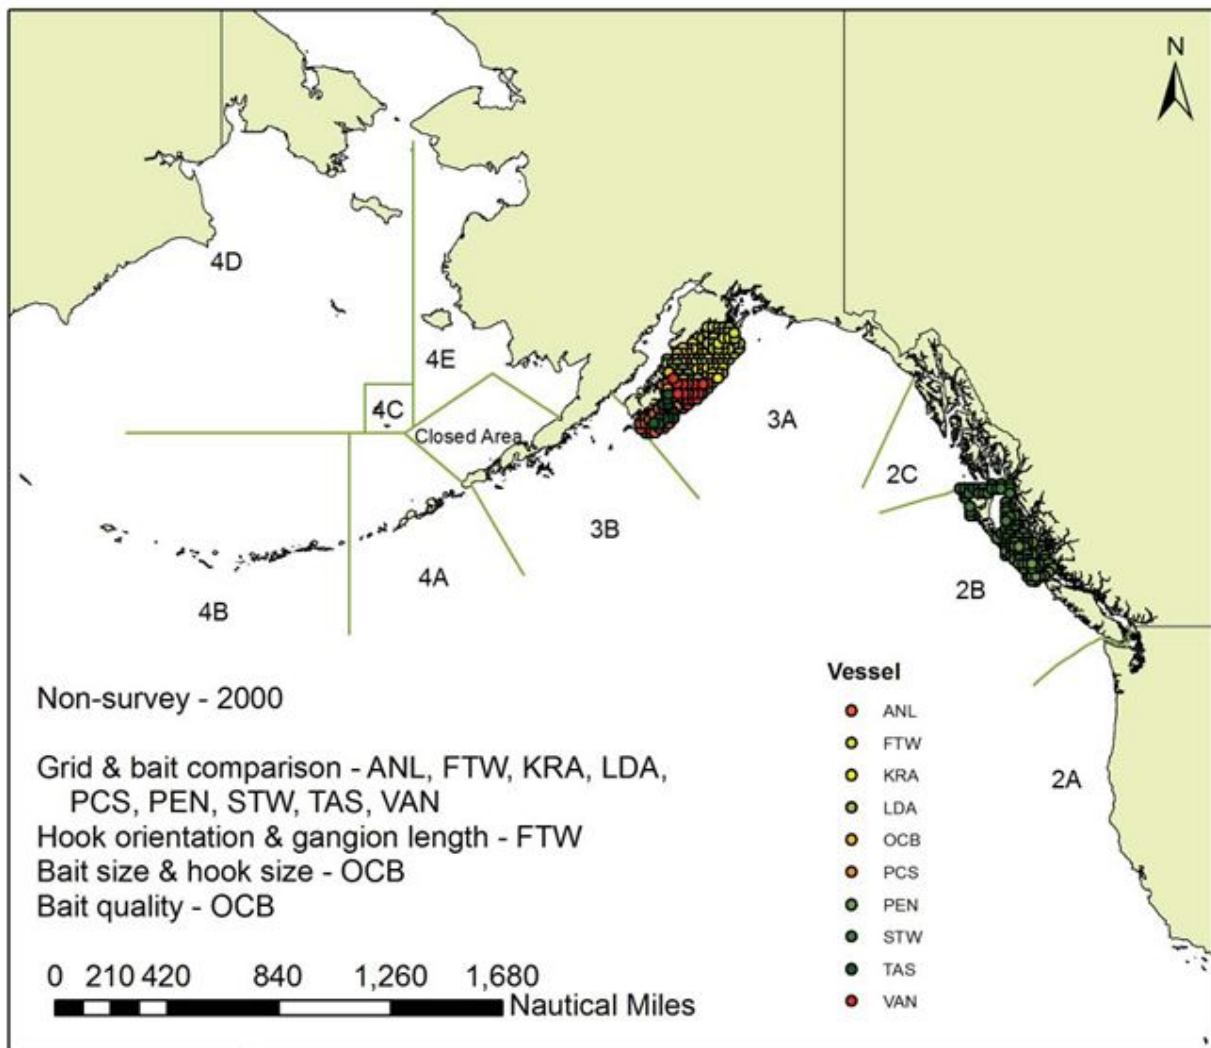 N
4D
4E
4C
Closed Area
3A
2C
3B
4A
4B
2B
2A
Non-survey - 2000
Grid & bait comparison - ANL, FTW, KRA, LDA,
PCS, PEN, STW, TAS, VAN
Hook orientation & gangion length - FTW
Bait size & hook size - OCB
Bait quality - OCB
0 210 420 840 1,260 1,680
Nautical Miles
Vessel
ANL
FTW
KRA
LDA
OCB
PCS
PEN
STW
TAS
VAN